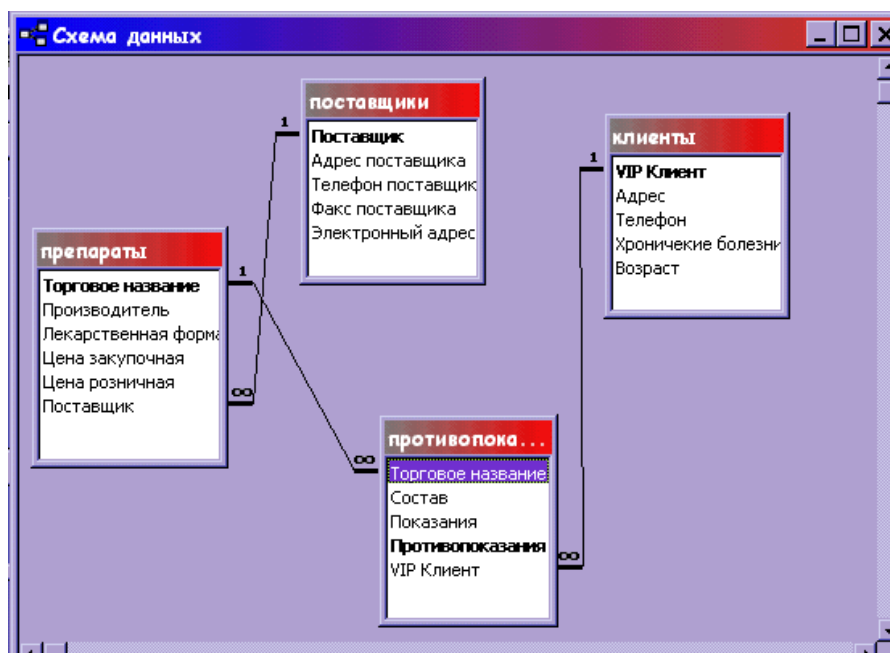 Схема данных
поставщики
Поставщик
Адрес поставщика
Телефон поставщик
Факс поставщика
Электронный адрес
клиенты
VIP Клиент
Адрес
Телефон
Хроничекие болезни
Возраст
препараты
Торговое название
Производитель
Лекарственная форма
Цена закупочная
Цена розничная
Поставщик
противопока...
Торговое название
Состав
Показания
Противопоказания
VIP Клиент
1
1
1
∞
∞
∞